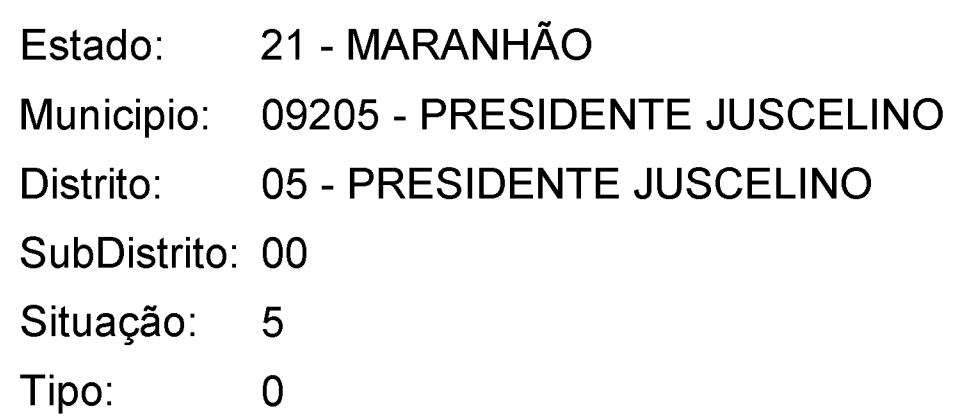 Estado: 21 - MARANHÃO
Municipio: 09205 - PRESIDENTE JUSCELINO
Distrito: 05 - PRESIDENTE JUSCELINO
SubDistrito: 00
Situação: 5
Tipo: 0